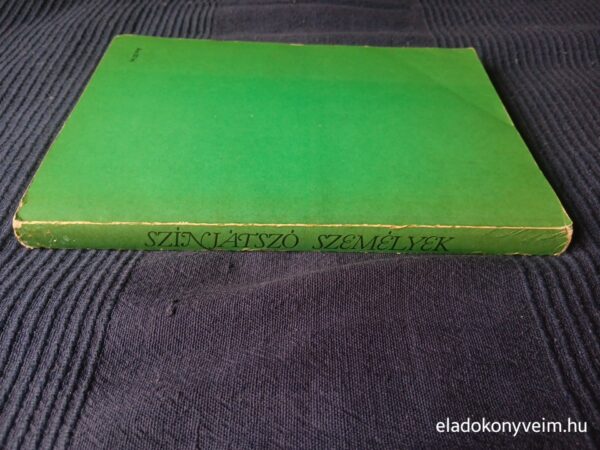 SZÍNJÁTSZÓ SZEMÉLYEK
eladokonyveim.hu